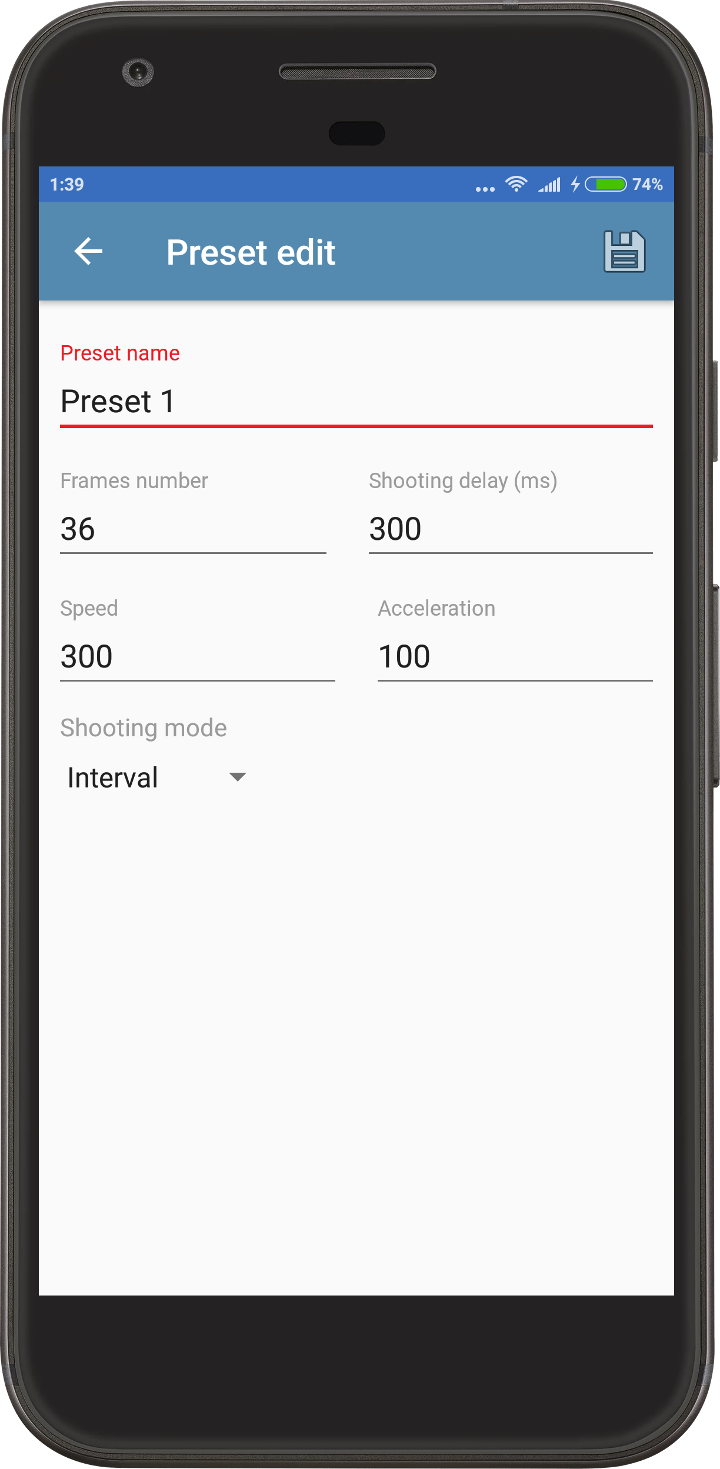 1:39 74%
Preset edit
Preset name
Preset 1
Frames number Shooting delay (ms)
36 300
Speed Acceleration
300 100
Shooting mode
Interval